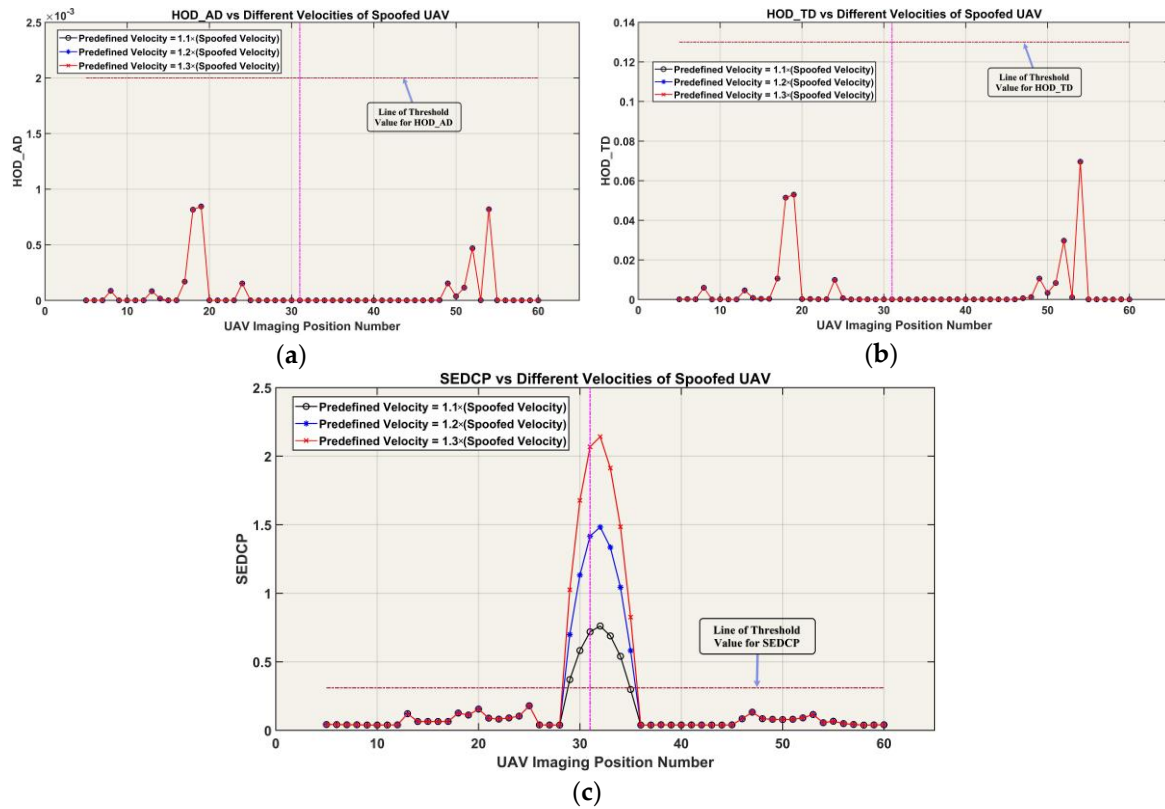 HOD_AD vs Different Velocities of Spoofed UAV
×10⁻³
2.5
2
1.5
1
0.5
0
HOD_AD
Predefined Velocity = 1.1×(Spoofed Velocity)
Predefined Velocity = 1.2×(Spoofed Velocity)
Predefined Velocity = 1.3×(Spoofed Velocity)
Line of Threshold
Value for HOD_AD
0 10 20 30 40 50 60
UAV Imaging Position Number
(a)
HOD_TD vs Different Velocities of Spoofed UAV
0.14
0.12
0.1
0.08
0.06
0.04
0.02
0
HOD_TD
Predefined Velocity = 1.1×(Spoofed Velocity)
Predefined Velocity = 1.2×(Spoofed Velocity)
Predefined Velocity = 1.3×(Spoofed Velocity)
Line of Threshold
Value for HOD_TD
0 10 20 30 40 50 60
UAV Imaging Position Number
(b)
SEDCP vs Different Velocities of Spoofed UAV
2.5
2
1.5
1
0.5
0
SEDCP
Predefined Velocity = 1.1×(Spoofed Velocity)
Predefined Velocity = 1.2×(Spoofed Velocity)
Predefined Velocity = 1.3×(Spoofed Velocity)
Line of Threshold
Value for SEDCP
0 10 20 30 40 50 60
UAV Imaging Position Number
(c)